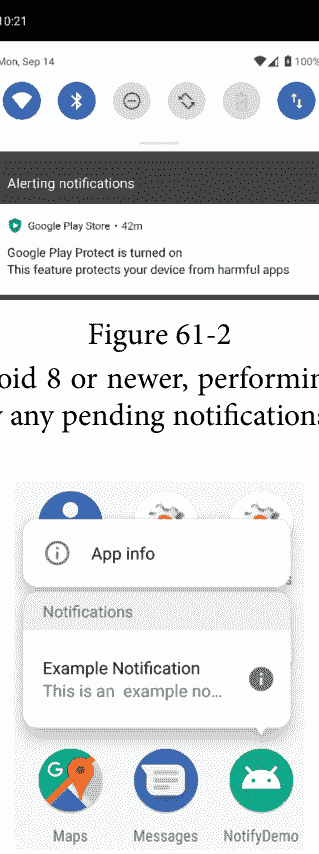 10:21
Mon, Sep 14
100%
Alerting notifications
Google Play Store • 42m
Google Play Protect is turned on
This feature protects your device from harmful apps
Figure 61-2
oid 8 or newer, performin
any pending notifications
App info
Notifications
Example Notification
This is an example no...
Maps
Messages
NotifyDemo